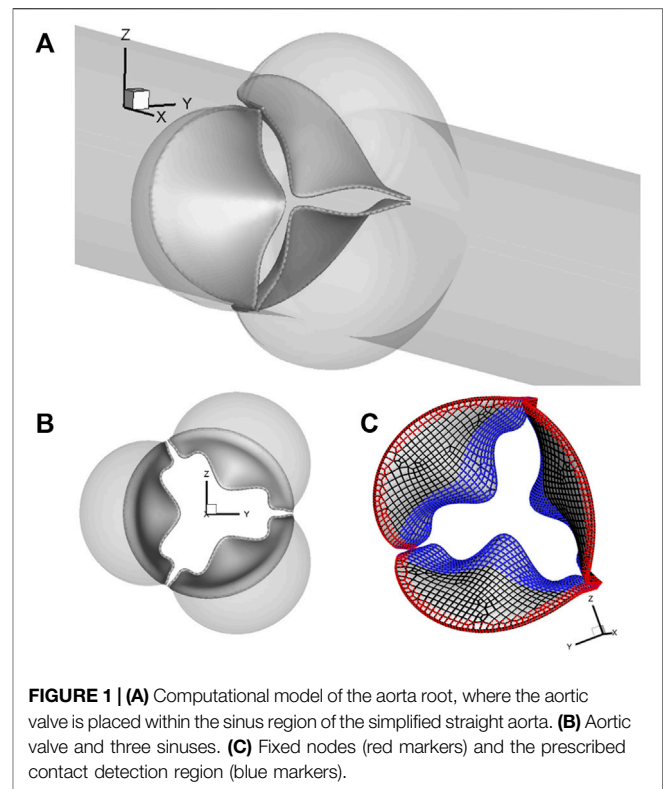 A
Z
Y
X
B
Z
X
Y
C
Z
Y
X
FIGURE 1 | (A) Computational model of the aorta root, where the aortic
valve is placed within the sinus region of the simplified straight aorta. (B) Aortic
valve and three sinuses. (C) Fixed nodes (red markers) and the prescribed
contact detection region (blue markers).